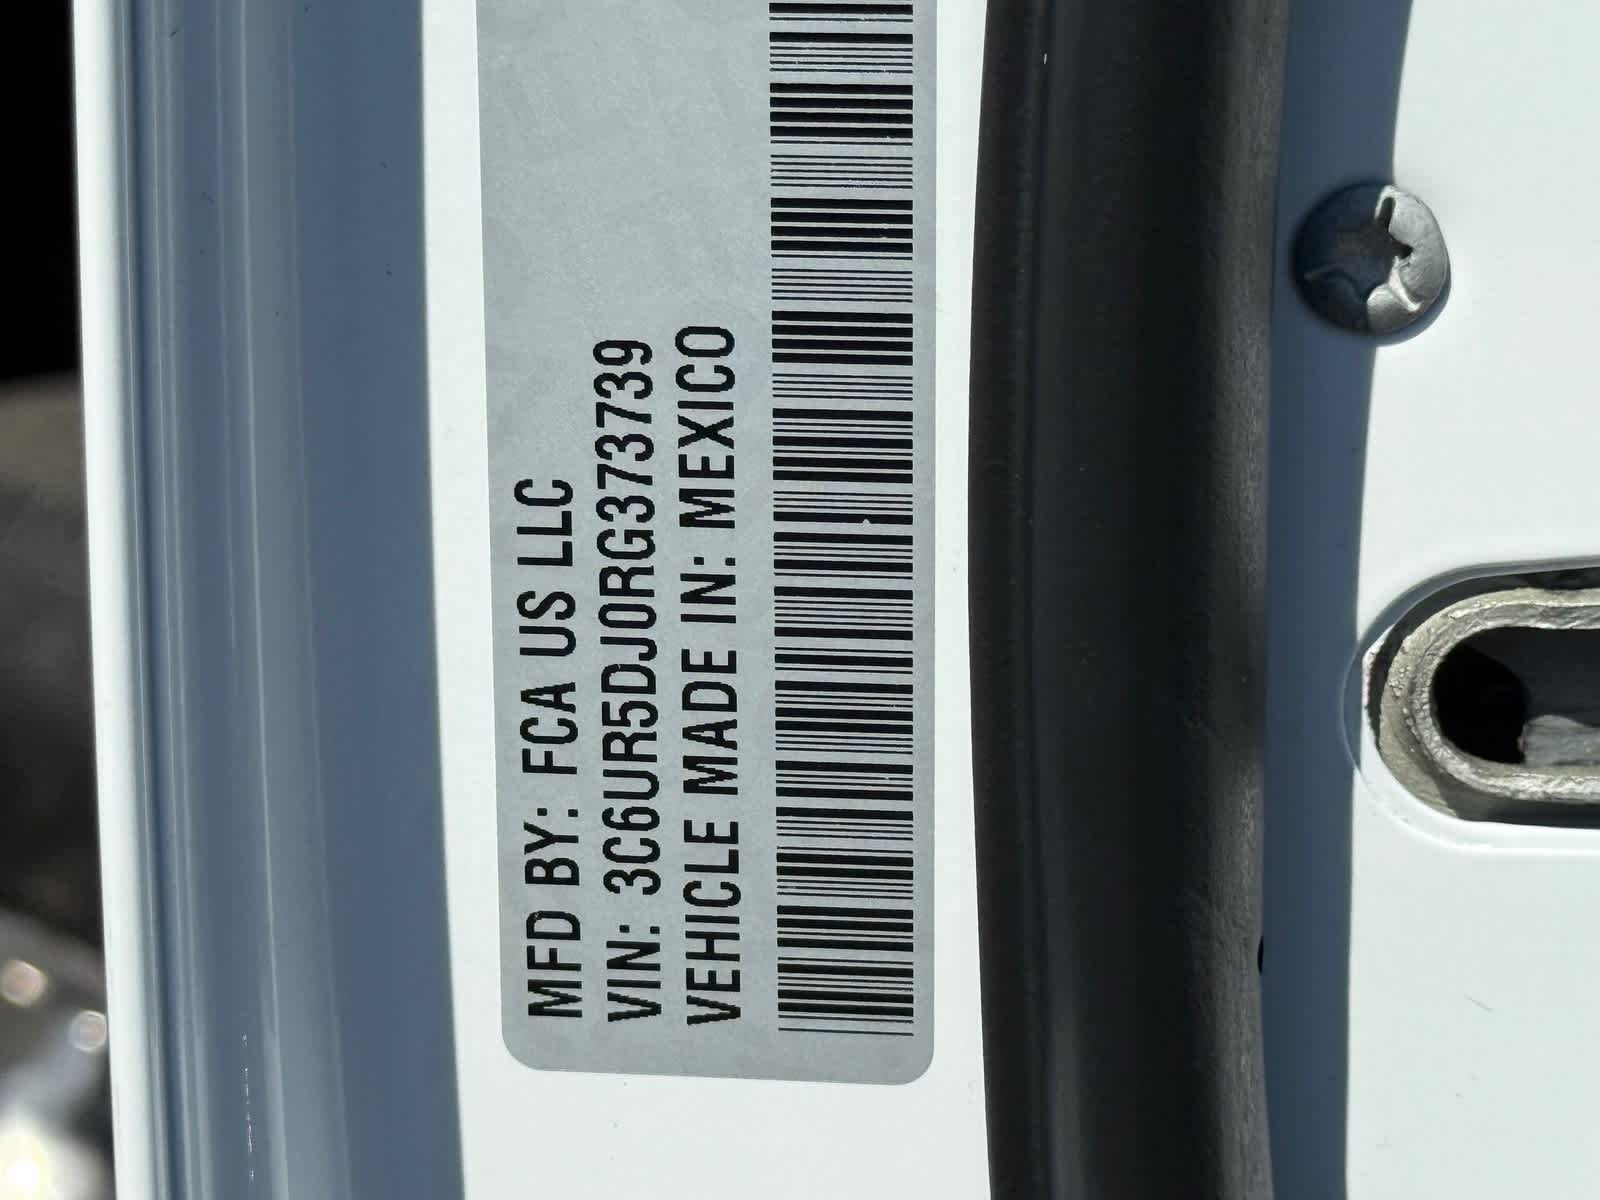 MFD BY: FCA US LLC
VIN: 3C6UR5DJ0RG373739
VEHICLE MADE IN: MEXICO